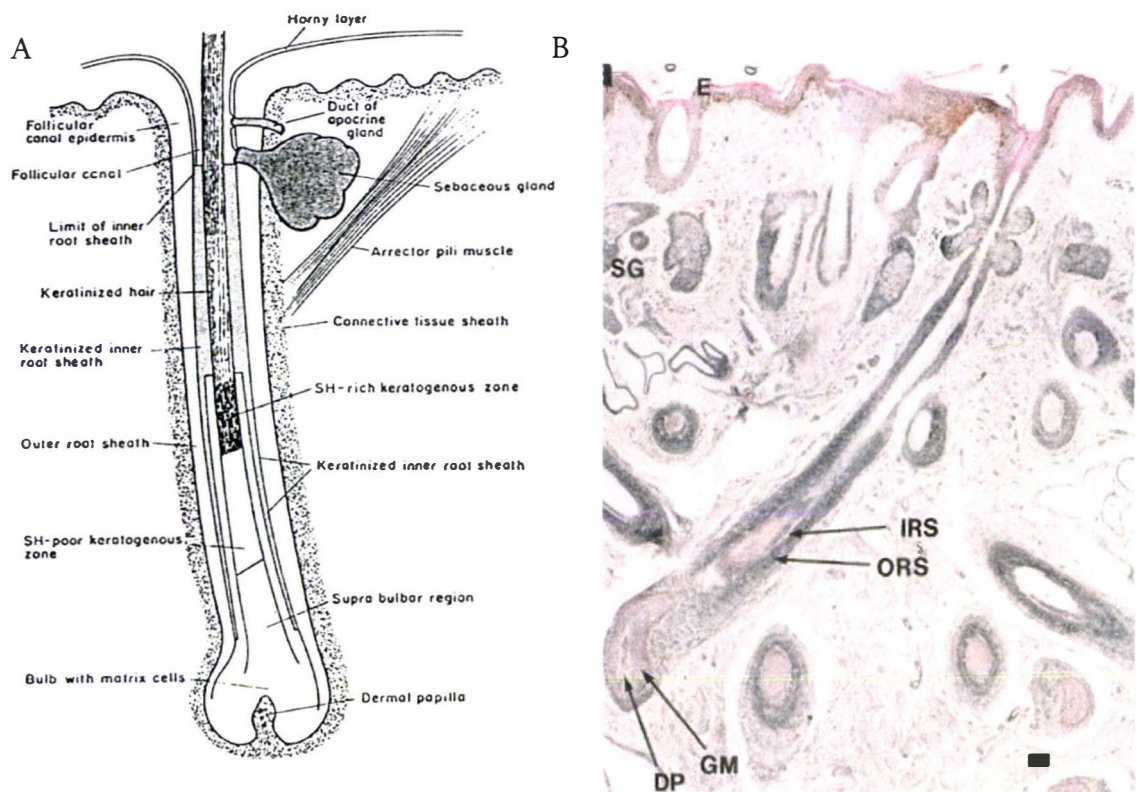 A
Horny layer
Follicular
canal epidermis
Follicular canal
Limit of inner
root sheath
Keratinized hair
Keratinized inner
root sheath
Outer root sheath
SH-poor keratogenous
zone
Bulb with matrix cells
Duct of
apocrine
gland
Sebaceous gland
Arrector pili muscle
Connective tissue sheath
SH-rich keratogenous zone
Keratinized inner root sheath
Supra bulbar region
Dermal papilla
B
E
SG
IRS
ORS
GM
DP